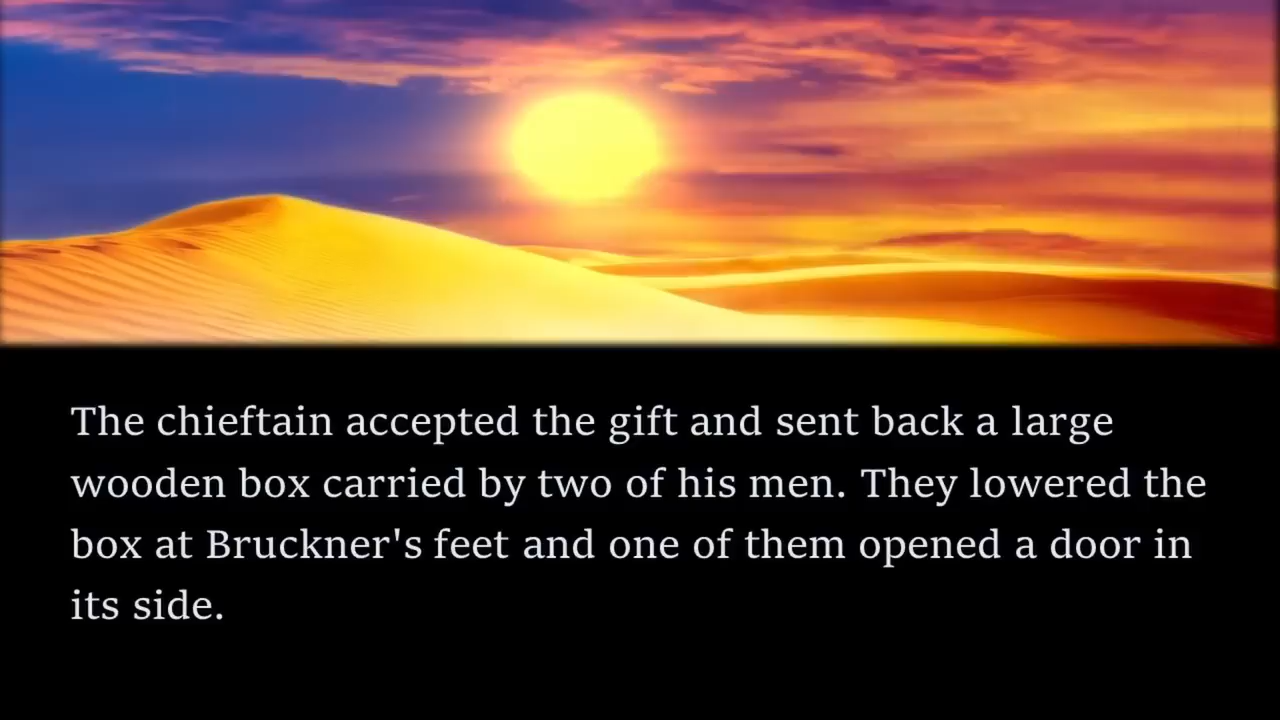 The chieftain accepted the gift and sent back a large
wooden box carried by two of his men. They lowered the
box at Bruckner's feet and one of them opened a door in
its side.